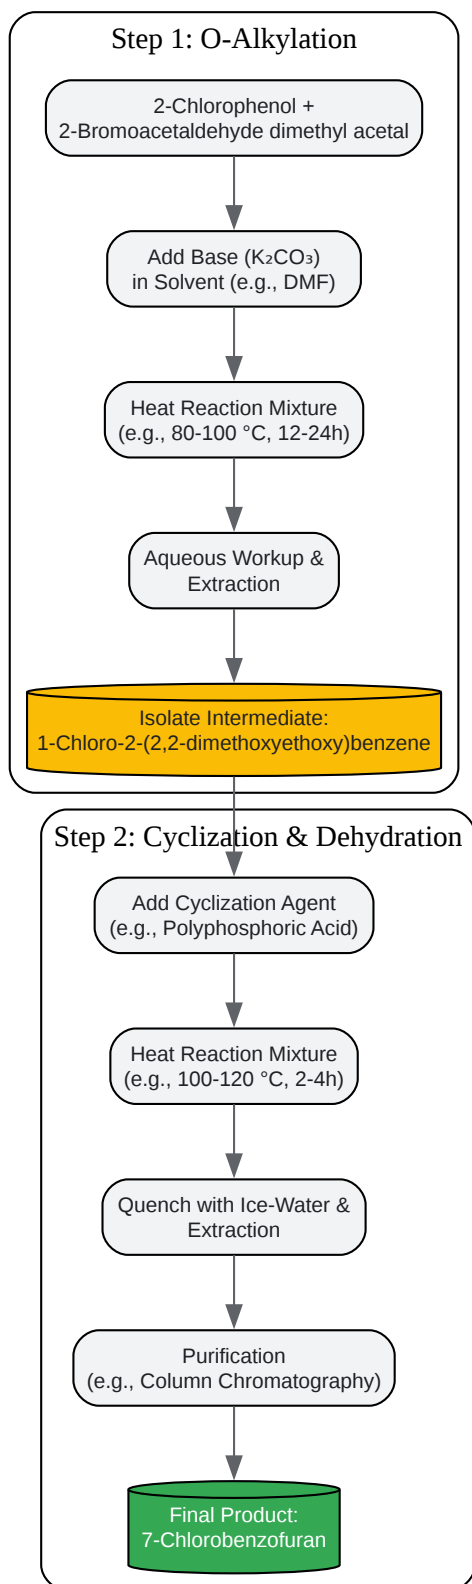 Step 1: O-Alkylation
2-Chlorophenol +
2-Bromoacetaldehyde dimethyl acetal
Add Base (K₂CO₃)
in Solvent (e.g., DMF)
Heat Reaction Mixture
(e.g., 80-100 °C, 12-24h)
Aqueous Workup &
Extraction
Isolate Intermediate:
1-Chloro-2-(2,2-dimethoxyethoxy)benzene
Step 2: Cyclization & Dehydration
Add Cyclization Agent
(e.g., Polyphosphoric Acid)
Heat Reaction Mixture
(e.g., 100-120 °C, 2-4h)
Quench with Ice-Water &
Extraction
Purification
(e.g., Column Chromatography)
Final Product:
7-Chlorobenzofuran